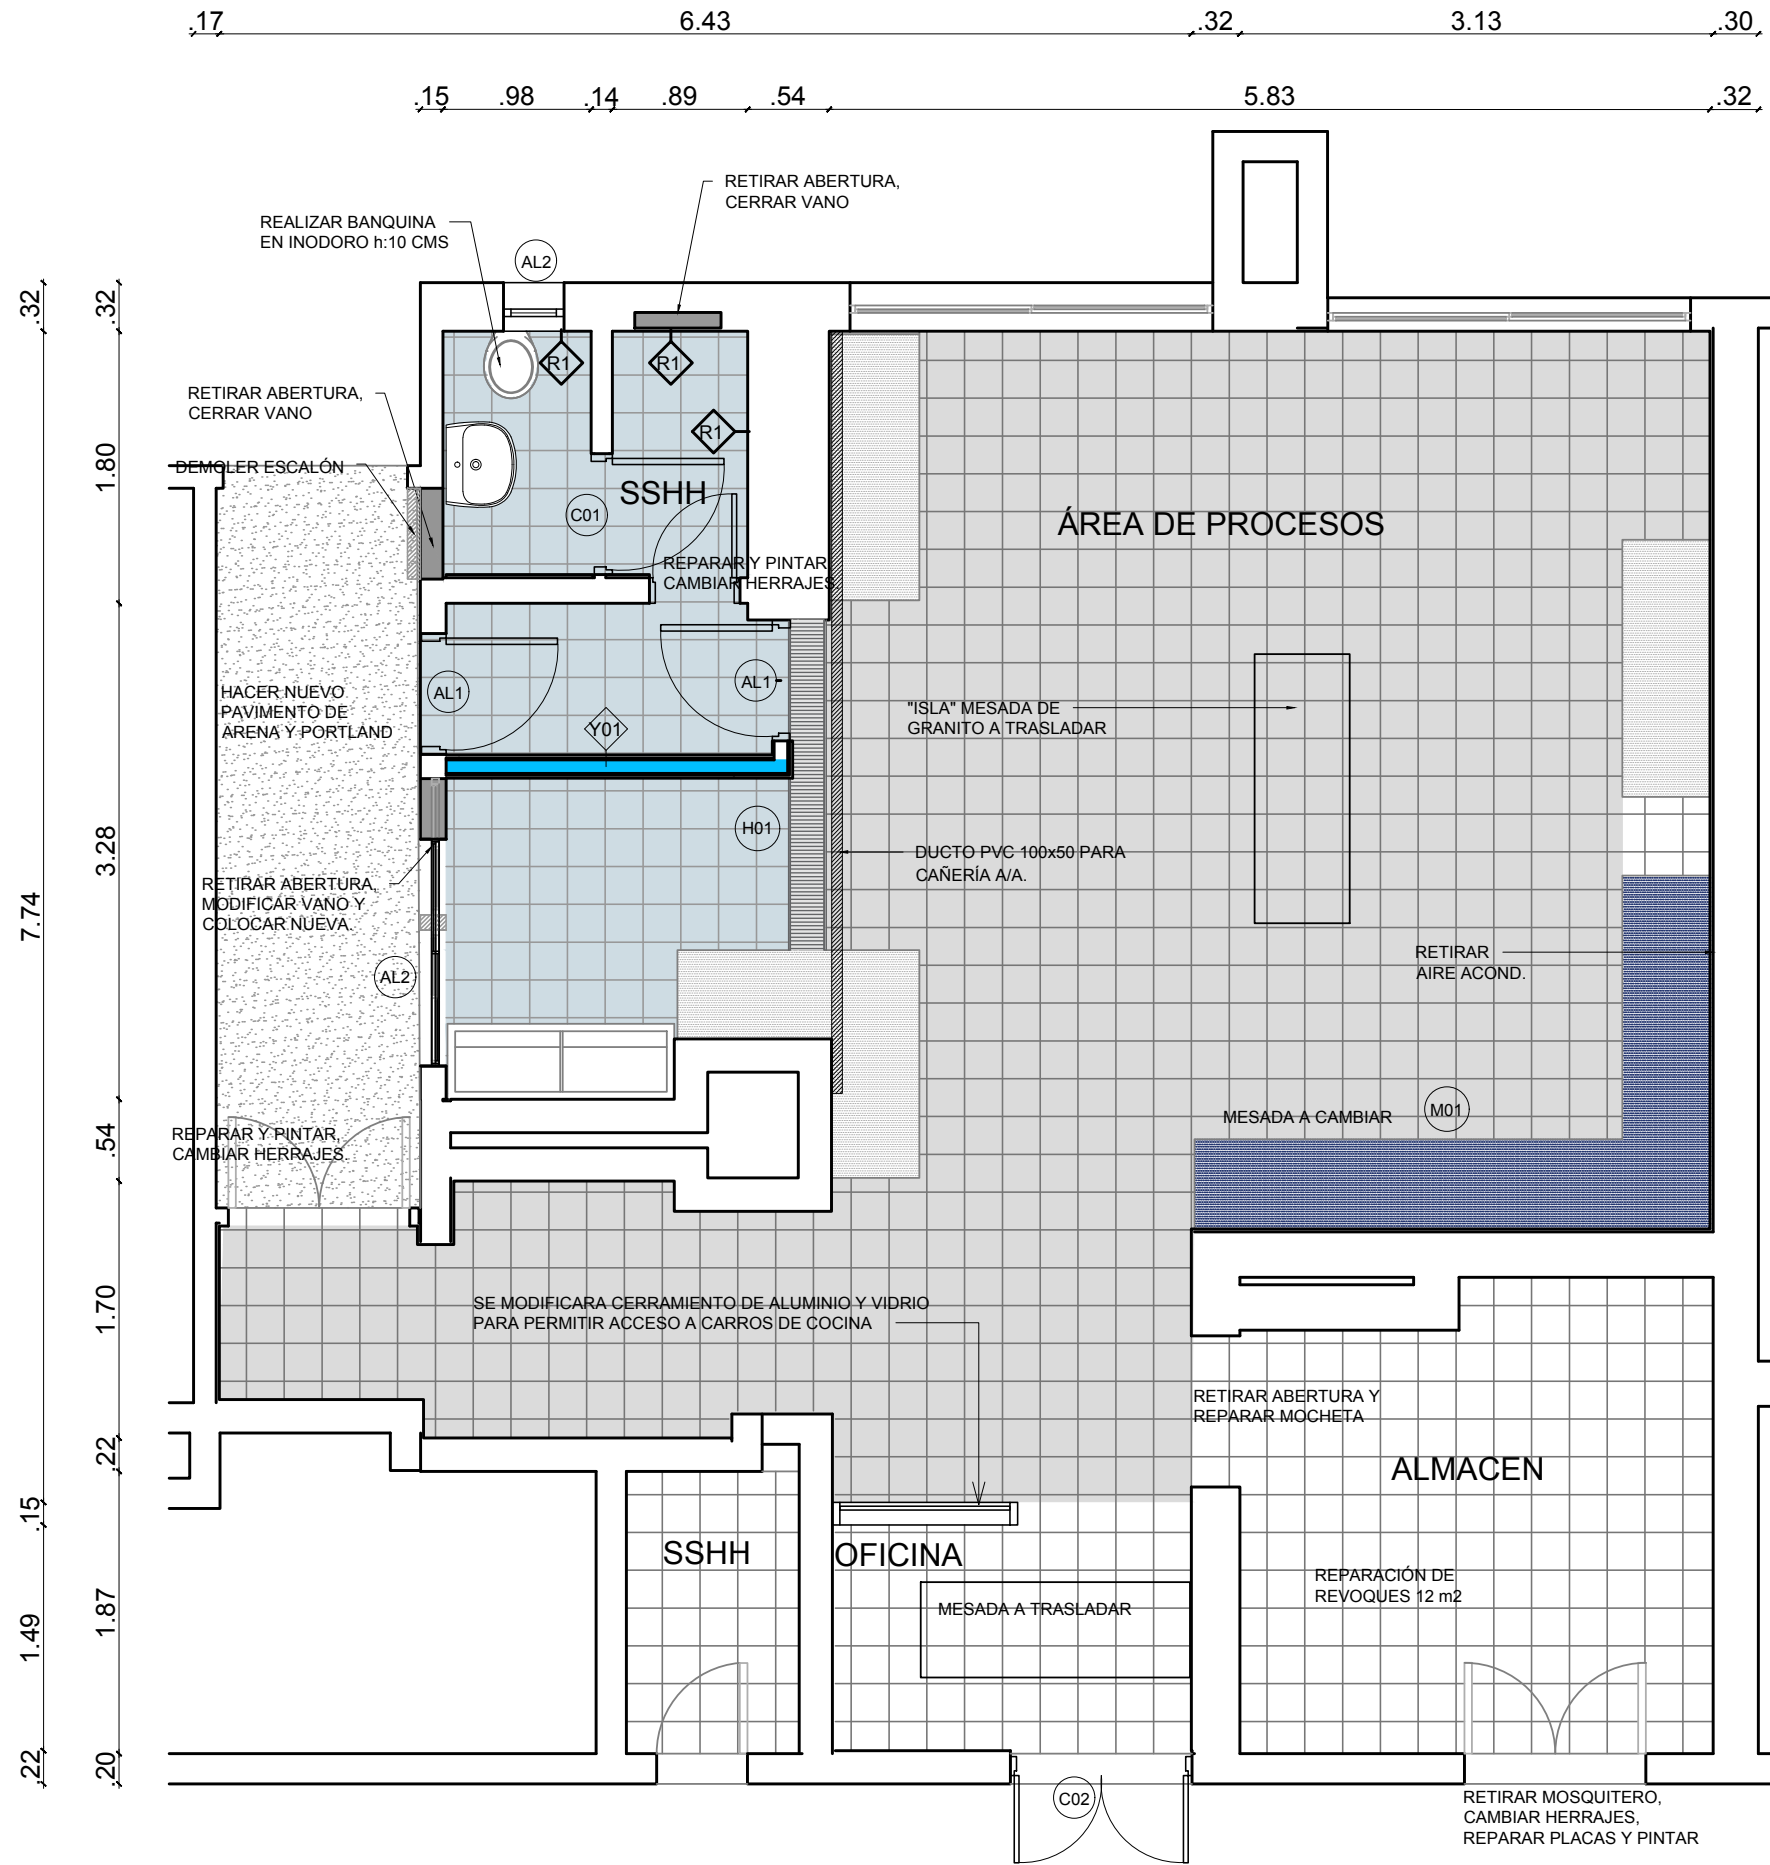 .17
6.43
.32
3.13
.30
.15
.98
.14
.89
.54
5.83
.32
RETIRAR ABERTURA,
CERRAR VANO
REALIZAR BANQUINA
EN INODORO h:10 CMS
AL2
.32
.32
R1
R1
RETIRAR ABERTURA,
CERRAR VANO
R1
DEMOLER ESCALÓN
1.80
SSHH
C01
ÁREA DE PROCESOS
REPARAR Y PINTAR,
CAMBIAR HERRAJES.
AL1
AL1
HACER NUEVO
PAVIMENTO DE
ARENA Y PORTLAND
"ISLA" MESADA DE
GRANITO A TRASLADAR
Y01
H01
3.28
DUCTO PVC 100x50 PARA
CAÑERÍA A/A.
7.74
RETIRAR ABERTURA,
MODIFICAR VANO Y
COLOCAR NUEVA.
RETIRAR
AIRE ACOND.
AL2
MESADA A CAMBIAR
M01
.54
REPARAR Y PINTAR,
CAMBIAR HERRAJES.
1.70
SE MODIFICARA CERRAMIENTO DE ALUMINIO Y VIDRIO
PARA PERMITIR ACCESO A CARROS DE COCINA
RETIRAR ABERTURA Y
REPARAR MOCHETA
.22
ALMACEN
.15
SSHH
OFICINA
REPARACIÓN DE
REVOQUES 12 m2
MESADA A TRASLADAR
1.49
1.87
.22
.20
C02
RETIRAR MOSQUITERO,
CAMBIAR HERRAJES,
REPARAR PLACAS Y PINTAR